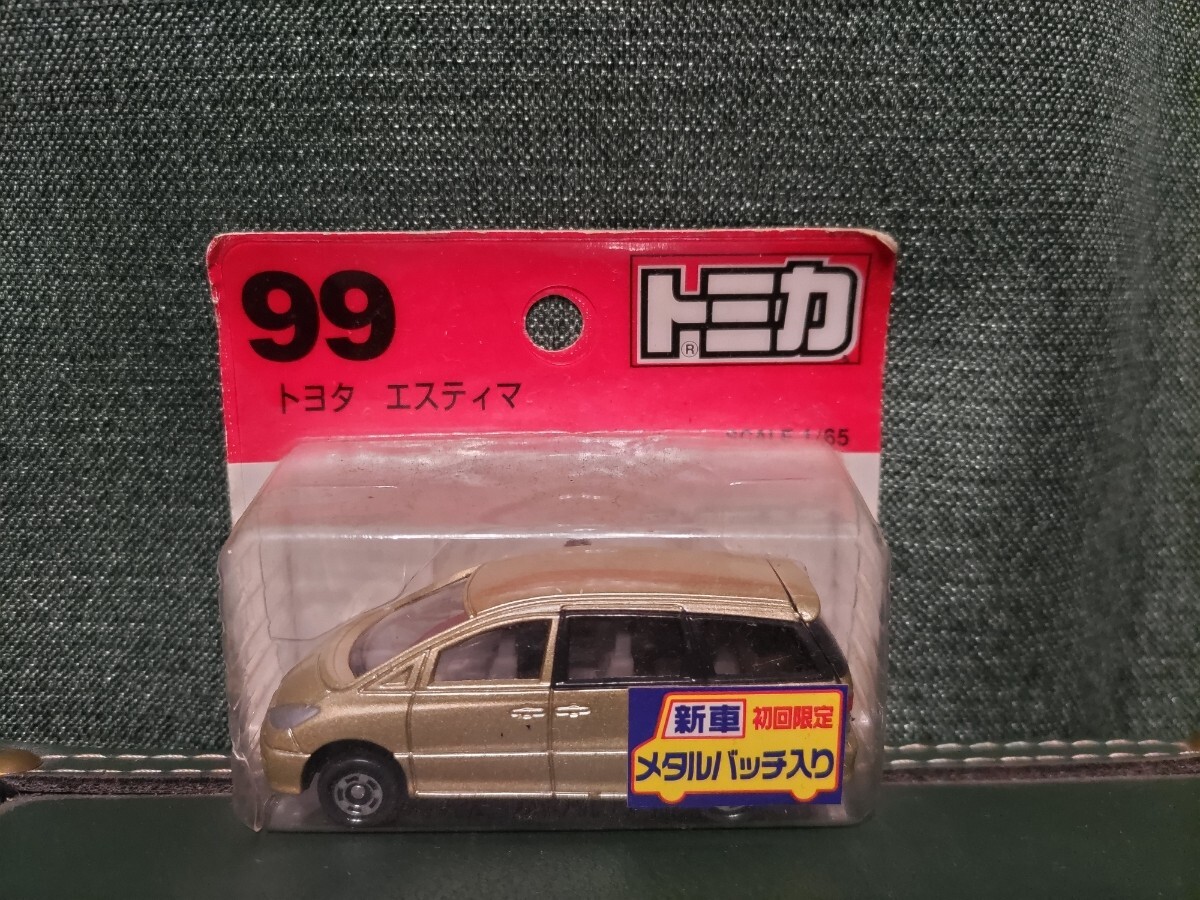 99
トミカ
®
トヨタ エスティマ
SCALE 1/65
新車 初回限定
メタルバッチ入り